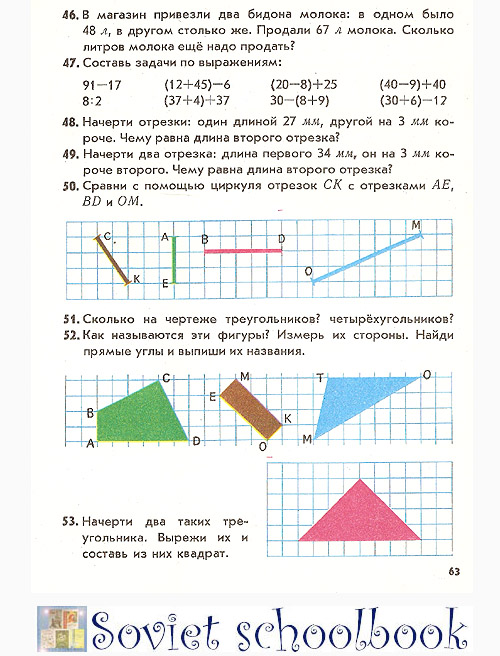 46. В магазин привезли два бидона молока: в одном было
48 л, в другом столько же. Продали 67 л молока. Сколько
литров молока ещё надо продать?
47. Составь задачи по выражениям:
91−17 (12+45)−6 (20−8)+25 (40−9)+40
8:2 (37+4)+37 30−(8+9) (30+6)−12
48. Начерти отрезки: один длиной 27 мм, другой на 3 мм ко-
роче. Чему равна длина второго отрезка?
49. Начерти два отрезка: длина первого 34 мм, он на 3 мм ко-
роче второго. Чему равна длина второго отрезка?
50. Сравни с помощью циркуля отрезок CK с отрезками AE,
BD и OM.
C A B D M
K E O
51. Сколько на чертеже треугольников? четырёхугольников?
52. Как называются эти фигуры? Измерь их стороны. Найди
прямые углы и выпиши их названия.
C M T O
B E K
A D O M
53. Начерти два таких тре-
угольника. Вырежи их и
составь из них квадрат.
63
Soviet schoolbook